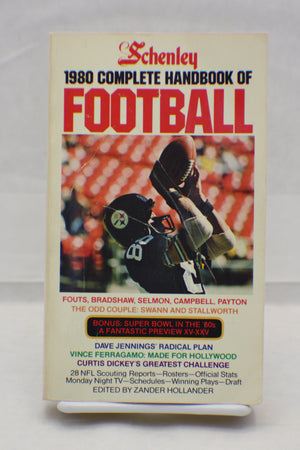 Schenley
1980 COMPLETE HANDBOOK OF
FOOTBALL
FOUTS, BRADSHAW, SELMON, CAMPBELL, PAYTON
THE ODD COUPLE: SWANN AND STALLWORTH
BONUS: SUPER BOWL IN THE '80s
A FANTASTIC PREVIEW XV-XXV
DAVE JENNINGS' RADICAL PLAN
VINCE FERRAGAMO: MADE FOR HOLLYWOOD
CURTIS DICKEY'S GREATEST CHALLENGE
28 NFL Scouting Reports—Rosters—Official Stats
Monday Night TV—Schedules—Winning Plays—Draft
EDITED BY ZANDER HOLLANDER